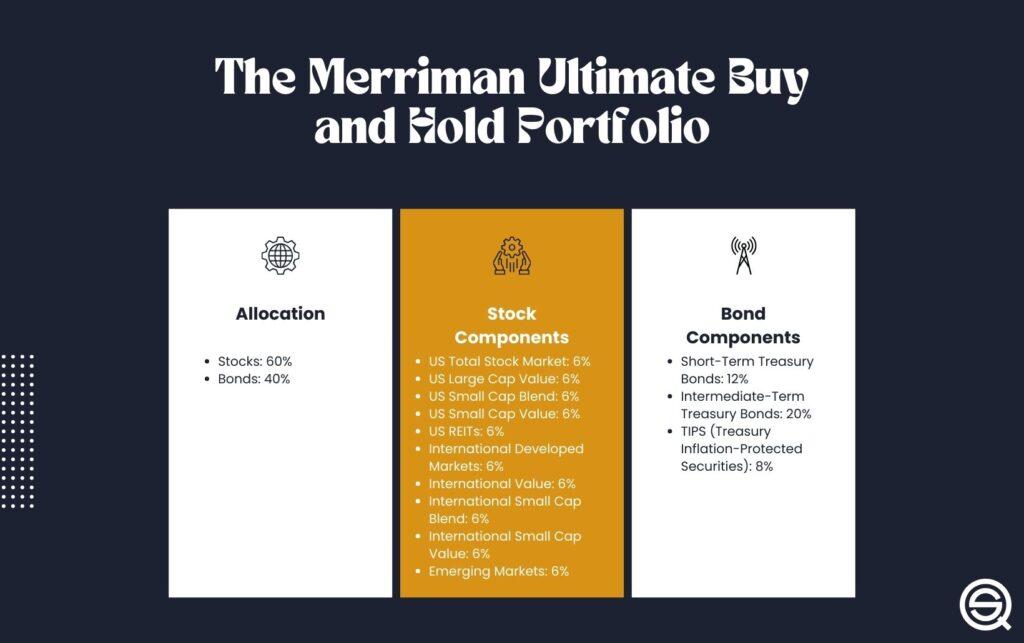 The Merriman Ultimate Buy
and Hold Portfolio
Allocation
• Stocks: 60%
• Bonds: 40%
Stock
Components
• US Total Stock Market: 6%
• US Large Cap Value: 6%
• US Small Cap Blend: 6%
• US Small Cap Value: 6%
• US REITs: 6%
• International Developed
Markets: 6%
• International Value: 6%
• International Small Cap
Blend: 6%
• International Small Cap
Value: 6%
• Emerging Markets: 6%
Bond
Components
• Short-Term Treasury
Bonds: 12%
• Intermediate-Term
Treasury Bonds: 20%
• TIPS (Treasury
Inflation-Protected
Securities): 8%